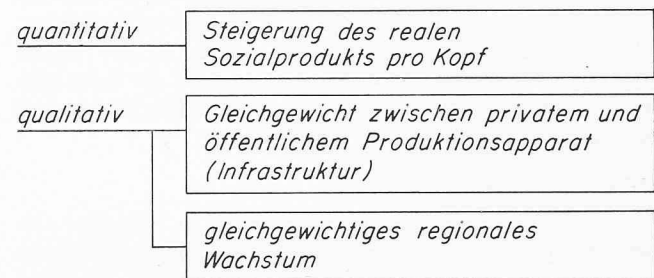 quantitativ
Steigerung des realen
Sozialprodukts pro Kopf
qualitativ
Gleichgewicht zwischen privatem und
öffentlichem Produktionsapparat
(Infrastruktur)
gleichgewichtiges regionales
Wachstum